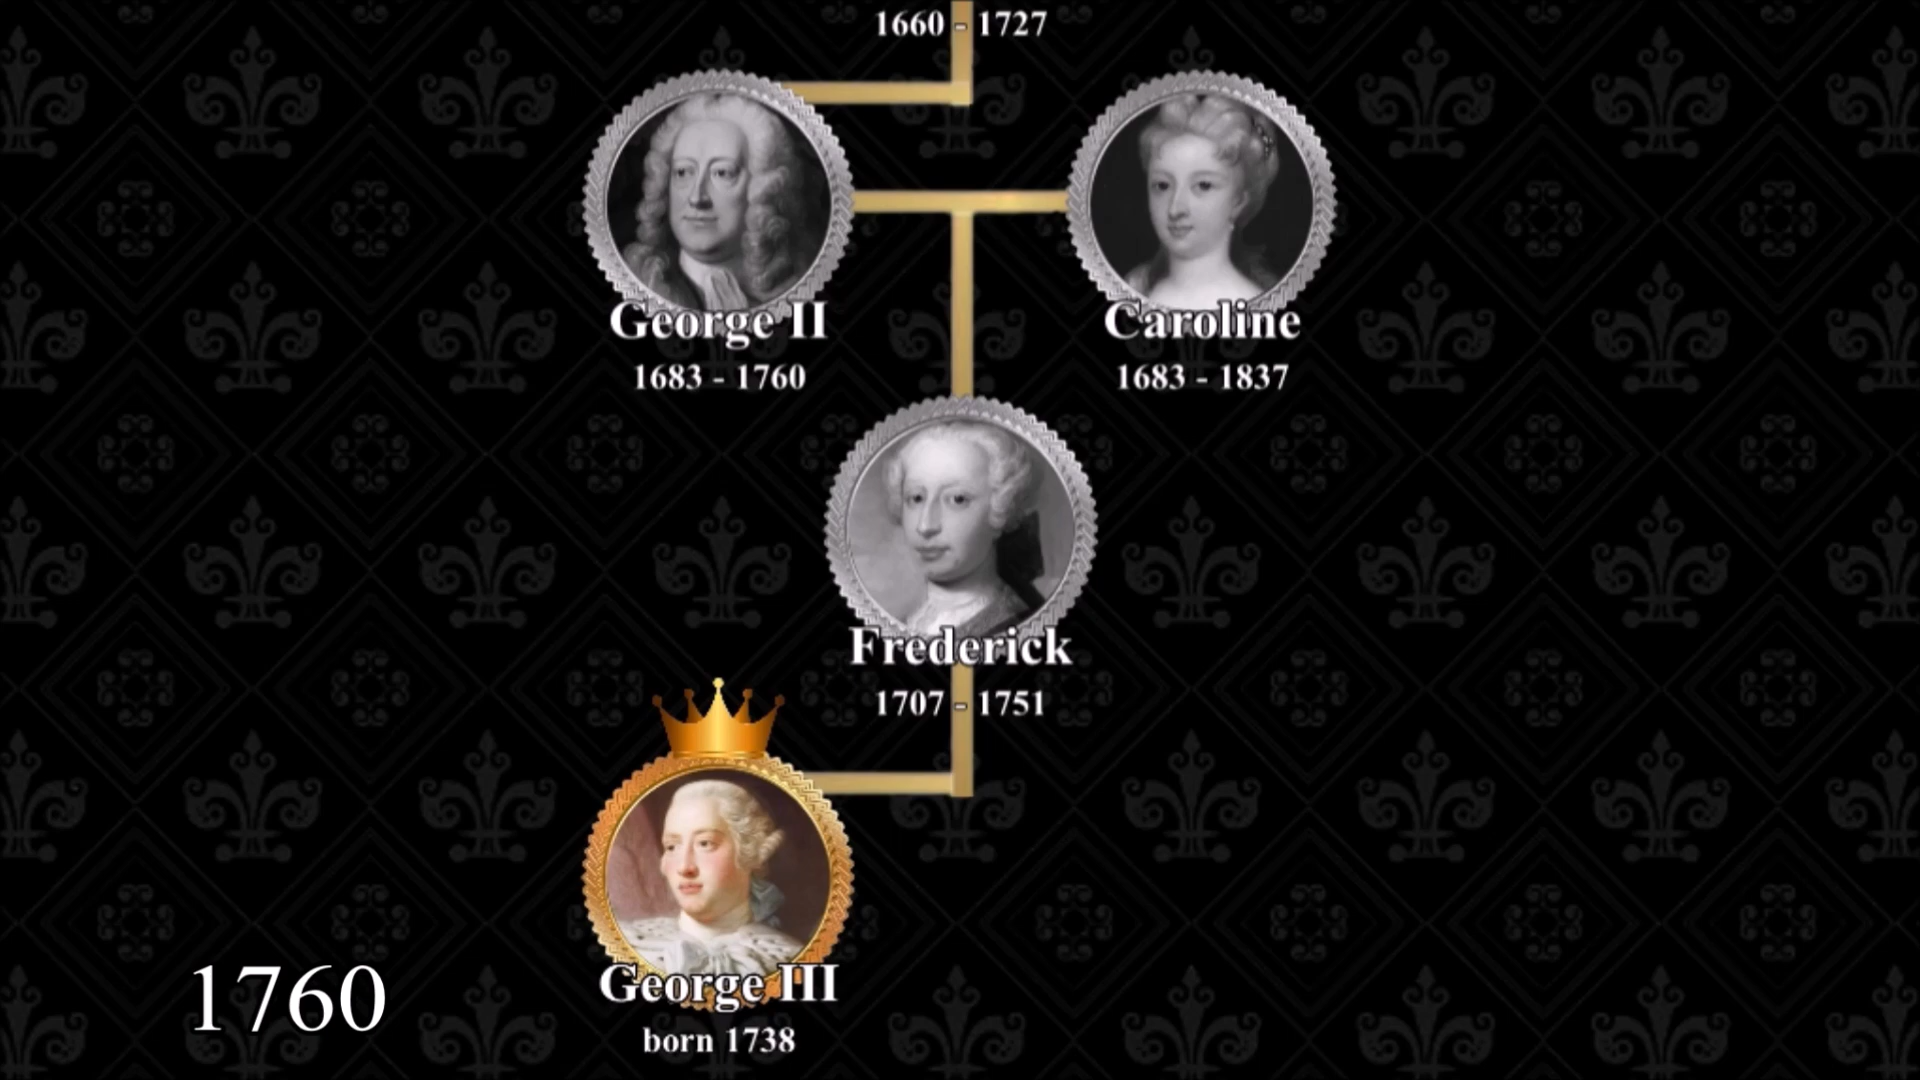 1660 - 1727
George II
1683 - 1760
Caroline
1683 - 1837
Frederick
1707 - 1751
George III
born 1738
1760